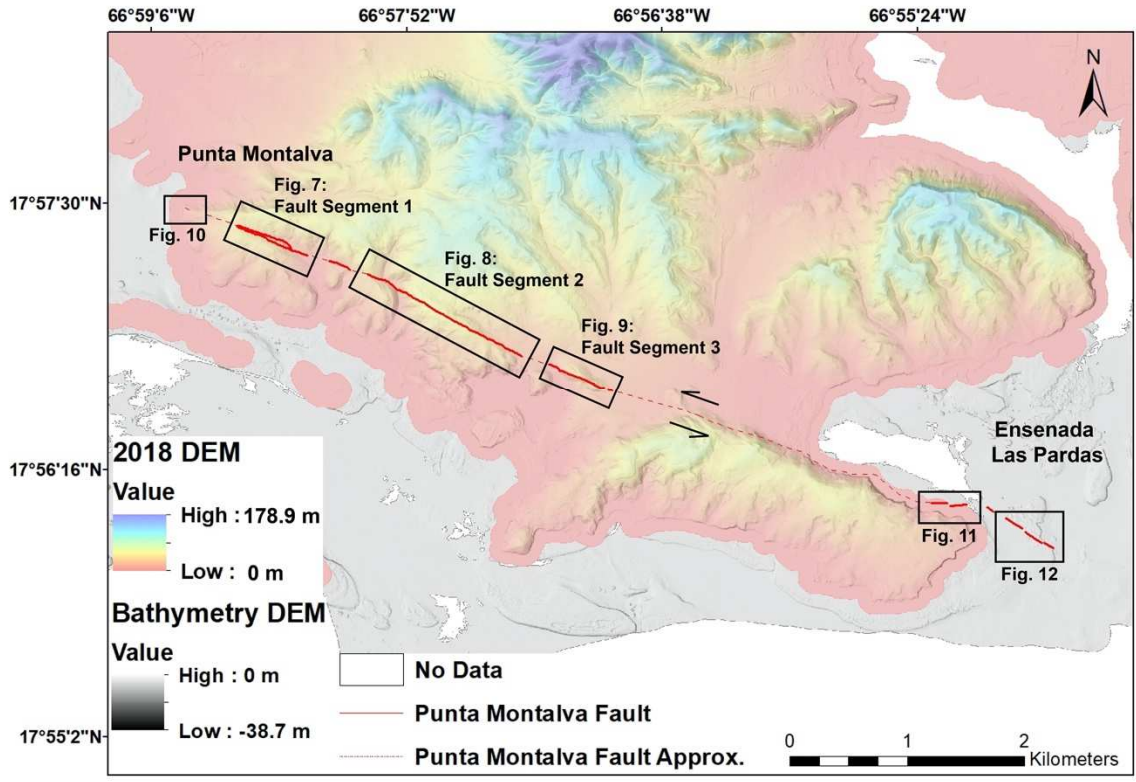 66°59'6"W 66°57'52"W 66°56'38"W 66°55'24"W
N
Punta Montalva
17°57'30"N
Fig. 7:
Fault Segment 1
Fig. 10
Fig. 8:
Fault Segment 2
Fig. 9:
Fault Segment 3
Ensenada
Las Pardas
17°56'16"N
Fig. 11
Fig. 12
2018 DEM
Value
High : 178.9 m
Low : 0 m
Bathymetry DEM
Value
High : 0 m
Low : -38.7 m
No Data
Punta Montalva Fault
Punta Montalva Fault Approx.
17°55'2"N
0 1 2
Kilometers